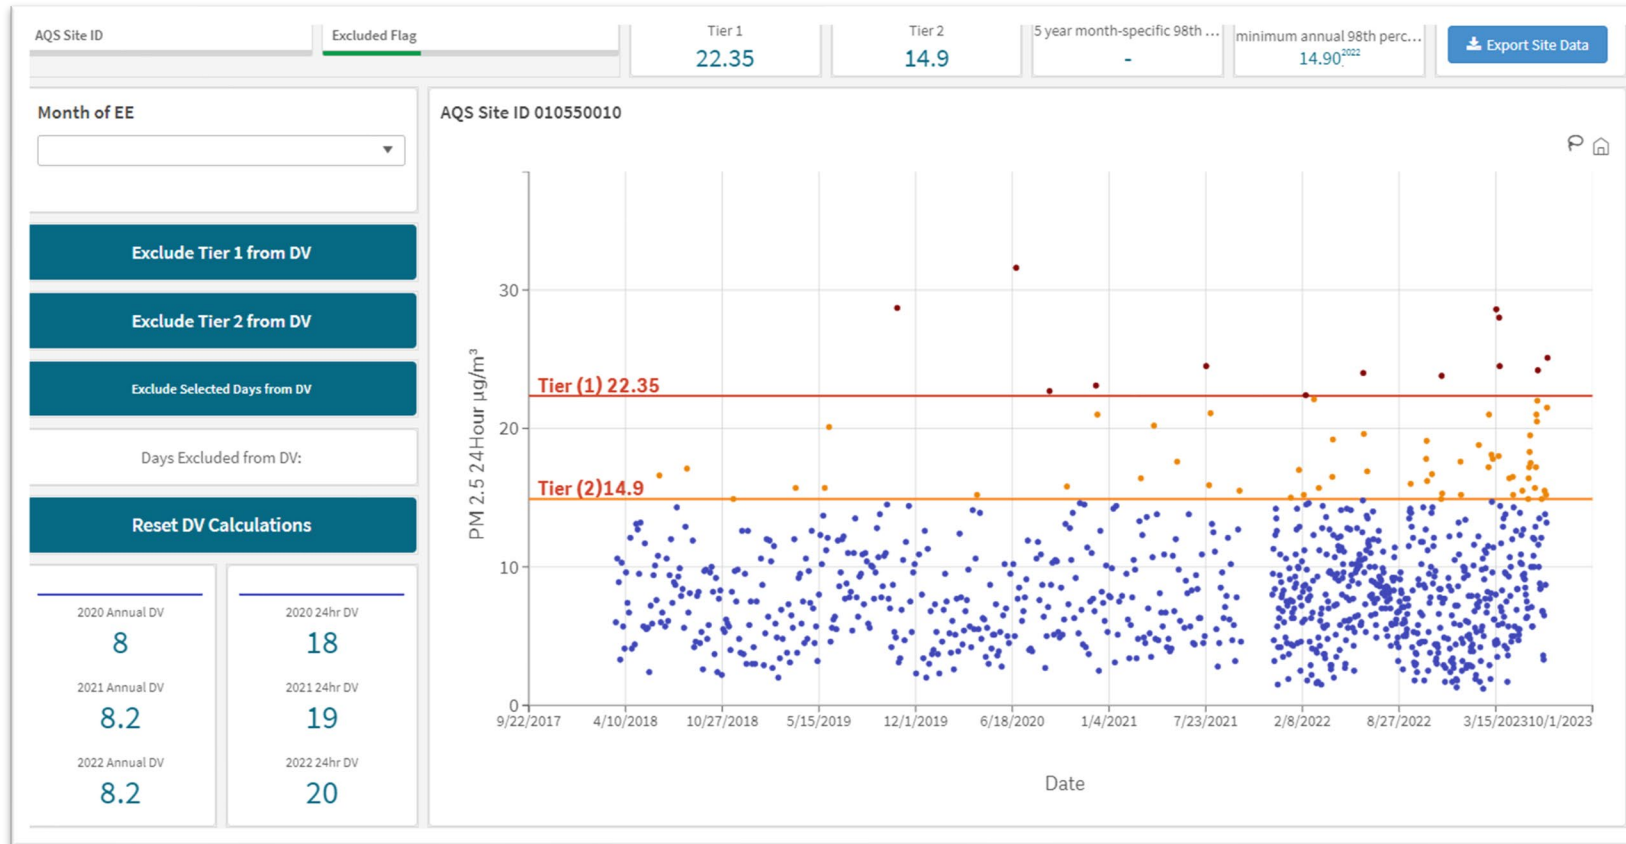 AQS Site ID
Excluded Flag
Tier 1
22.35
Tier 2
14.9
5 year month-specific 98th ...
-
minimum annual 98th perc...
14.90:2022
Export Site Data
Month of EE
Exclude Tier 1 from DV
Exclude Tier 2 from DV
Exclude Selected Days from DV
Days Excluded from DV:
Reset DV Calculations
2020 Annual DV
8
2021 Annual DV
8.2
2022 Annual DV
8.2
2020 24hr DV
18
2021 24hr DV
19
2022 24hr DV
20
AQS Site ID 010550010
PM 2.5 24Hour µg/m³
30
20
10
0
Tier (1) 22.35
Tier (2)14.9
9/22/2017 4/10/2018 10/27/2018 5/15/2019 12/1/2019 6/18/2020 1/4/2021 7/23/2021 2/8/2022 8/27/2022 3/15/2023 10/1/2023
Date